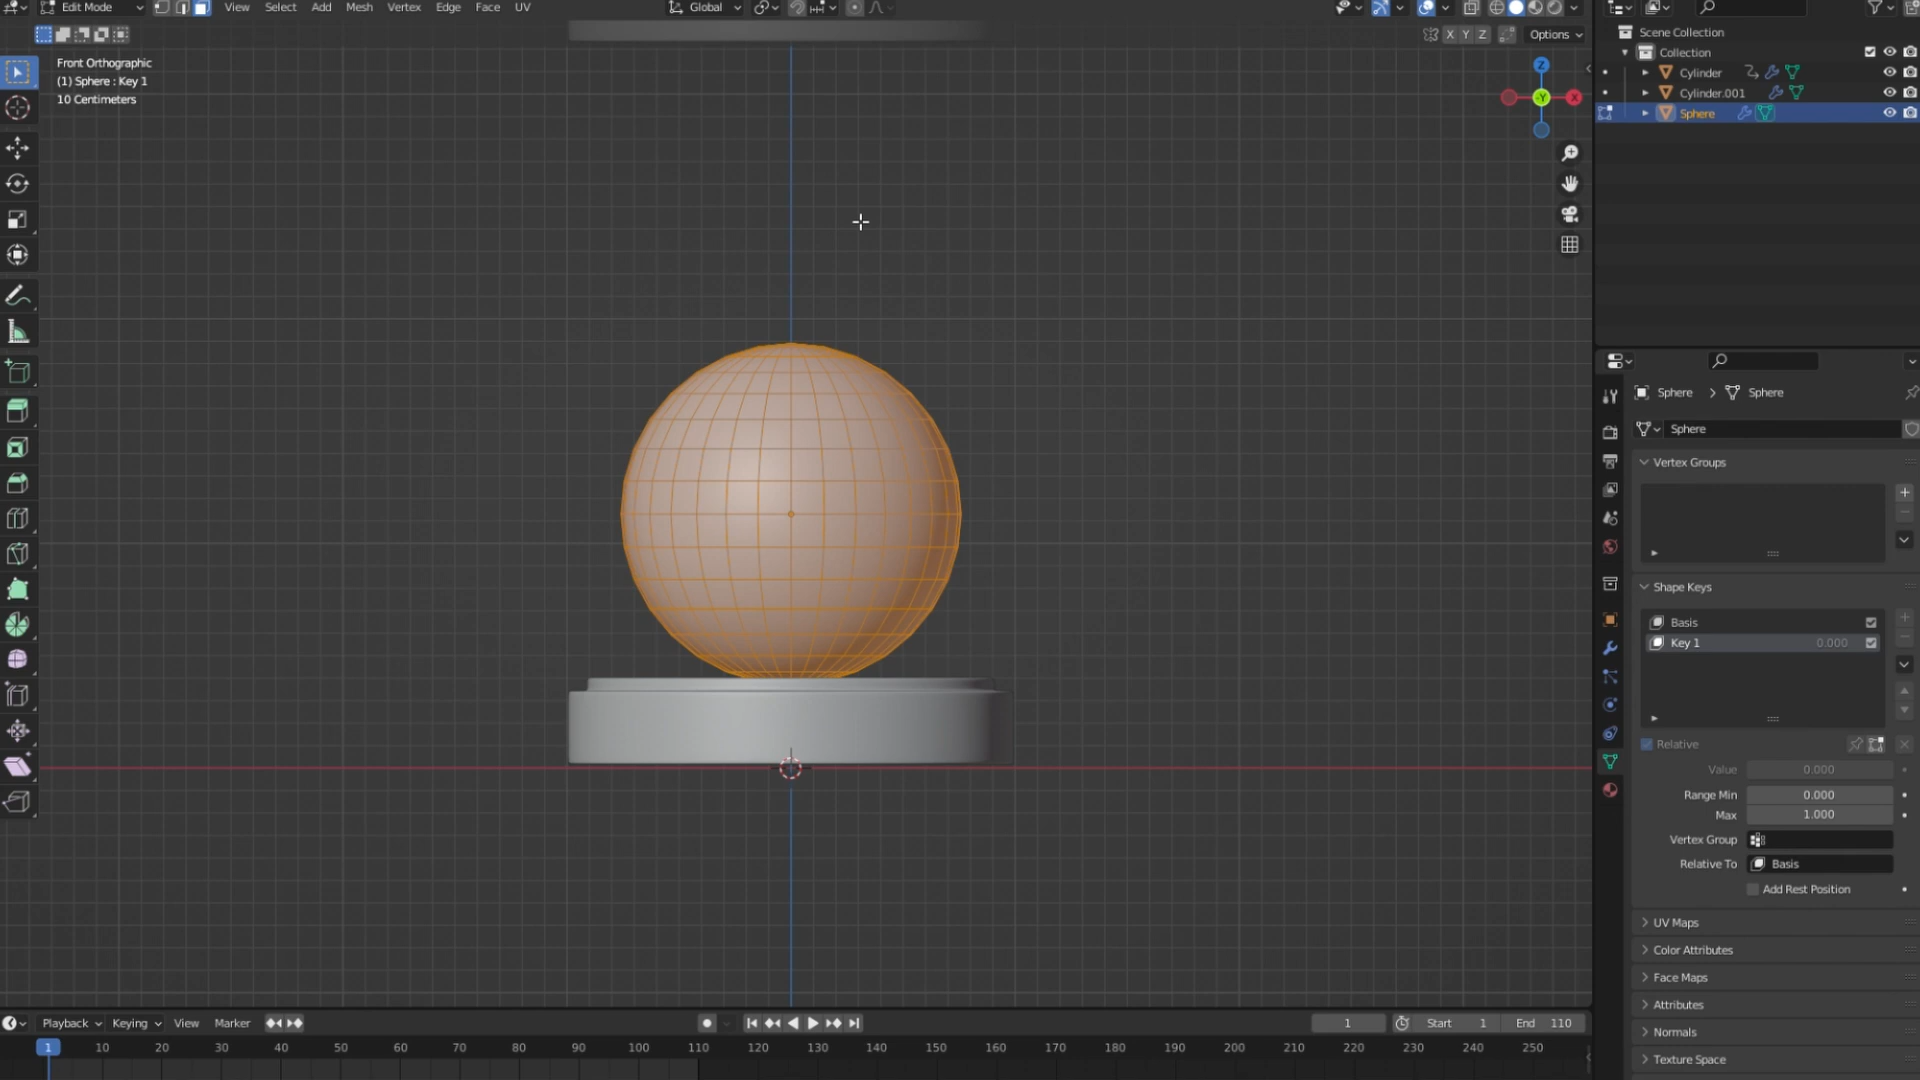 Edit Mode View Select Add Mesh Vertex Edge Face UV Global
X Y Z Options
Front Orthographic
(1) Sphere : Key 1
10 Centimeters
Z
-Y X
Scene Collection
Collection
Cylinder
Cylinder.001
Sphere
Sphere Sphere
Sphere
Vertex Groups
Shape Keys
Basis
Key 1 0.000
Relative
Value 0.000
Range Min 0.000
Max 1.000
Vertex Group
Relative To Basis
Add Rest Position
UV Maps
Color Attributes
Face Maps
Attributes
Normals
Texture Space
Playback Keying View Marker 1 Start 1 End 110
1 10 20 30 40 50 60 70 80 90 100 110 120 130 140 150 160 170 180 190 200 210 220 230 240 250